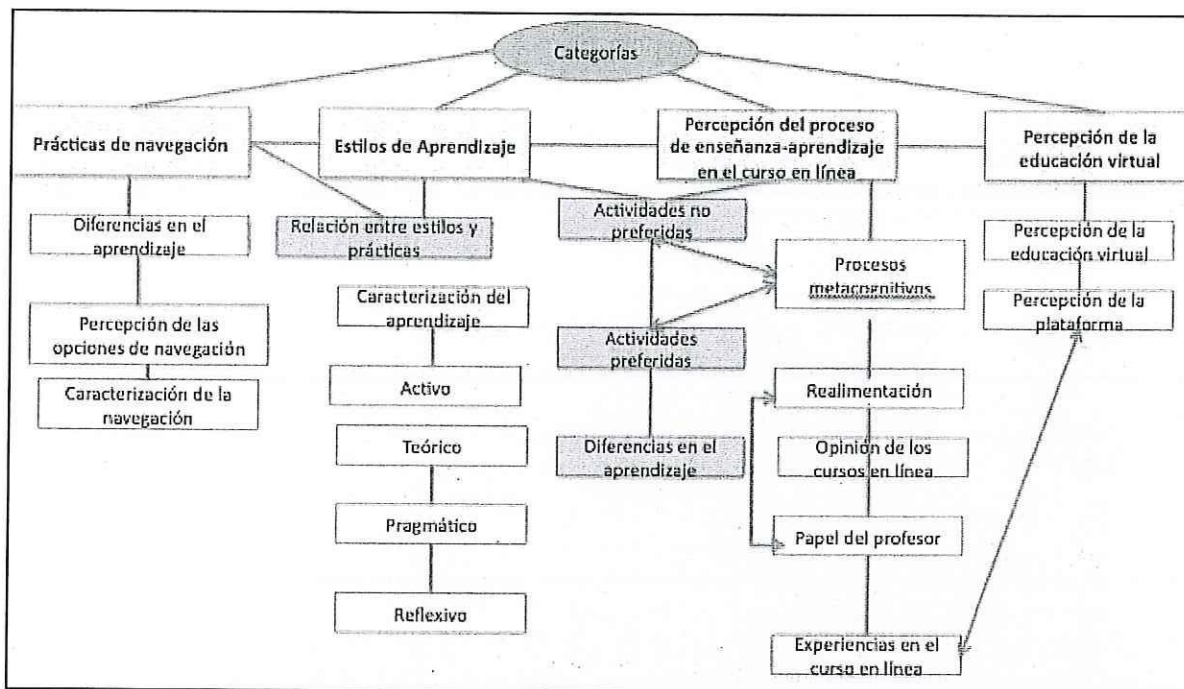 Categorías
Prácticas de navegación
Estilos de Aprendizaje
Percepción del proceso
de enseñanza-aprendizaje
en el curso en línea
Percepción de la
educación virtual
Diferencias en el
aprendizaje
Relación entre estilos y
prácticas
Actividades no
preferidas
Percepción de la
educación virtual
Procesos
metacognitivos
Percepción de la
plataforma
Caracterización del
aprendizaje
Percepción de las
opciones de navegación
Actividades
preferidas
Caracterización de la
navegación
Activo
Realimentación
Teórico
Diferencias en el
aprendizaje
Opinión de los
cursos en línea
Pragmático
Papel del profesor
Reflexivo
Experiencias en el
curso en línea